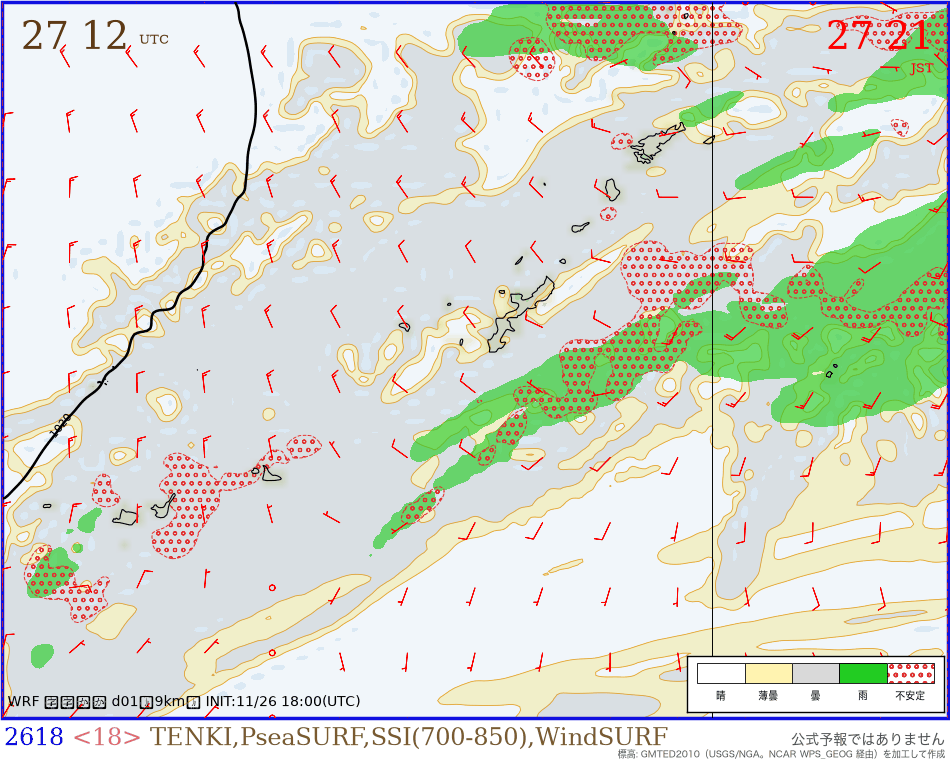 27 12 UTC
27 21
JST
1020
WRF d01 9km INIT:11/26 18:00(UTC)
晴 薄曇 曇 雨 不安定
2618 <18> TENKI,PseaSURF,SSI(700-850),WindSURF
公式予報ではありません
標高: GMTED2010（USGS/NGA。NCAR WPS_GEOG 経由）を加工して作成